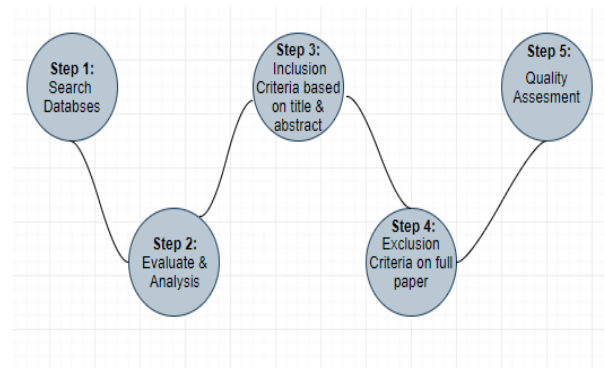 Step 1:
Search
Databses
Step 2:
Evaluate &
Analysis
Step 3:
Inclusion
Criteria based
on title &
abstract
Step 4:
Exclusion
Criteria on full
paper
Step 5:
Quality
Assesment